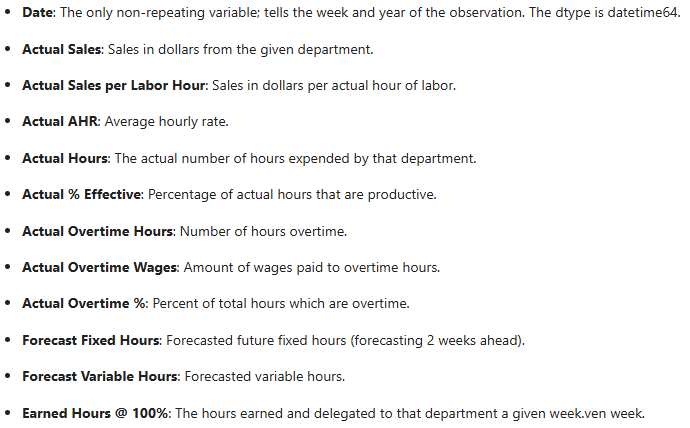 • Date: The only non-repeating variable; tells the week and year of the observation. The dtype is datetime64.
• Actual Sales: Sales in dollars from the given department.
• Actual Sales per Labor Hour: Sales in dollars per actual hour of labor.
• Actual AHR: Average hourly rate.
• Actual Hours: The actual number of hours expended by that department.
• Actual % Effective: Percentage of actual hours that are productive.
• Actual Overtime Hours: Number of hours overtime.
• Actual Overtime Wages: Amount of wages paid to overtime hours.
• Actual Overtime %: Percent of total hours which are overtime.
• Forecast Fixed Hours: Forecasted future fixed hours (forecasting 2 weeks ahead).
• Forecast Variable Hours: Forecasted variable hours.
• Earned Hours @ 100%: The hours earned and delegated to that department a given week.ven week.